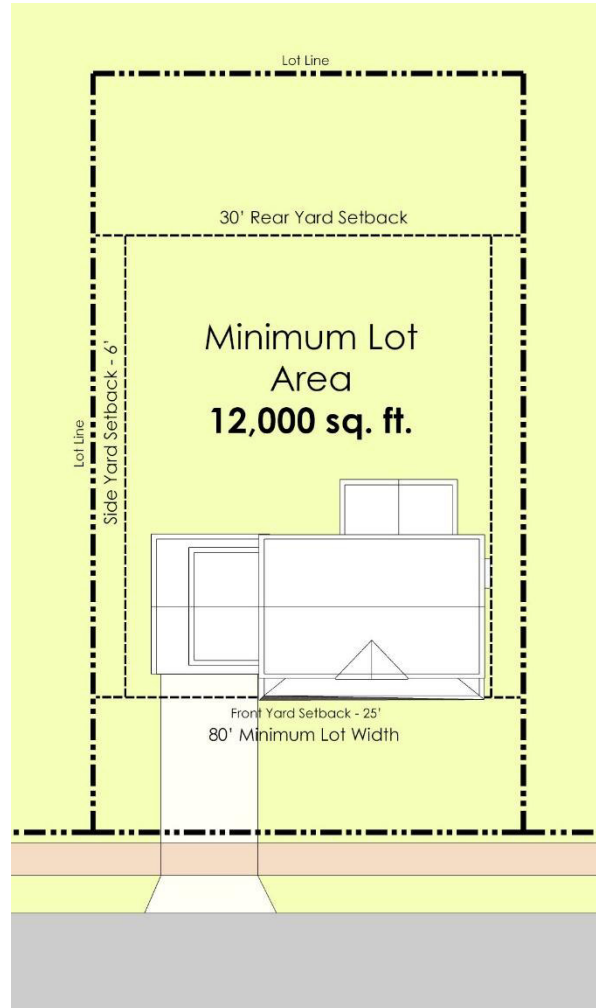 Lot Line
30' Rear Yard Setback
Minimum Lot
Area
12,000 sq. ft.
Lot Line
Side Yard Setback - 6'
Front Yard Setback - 25'
80' Minimum Lot Width